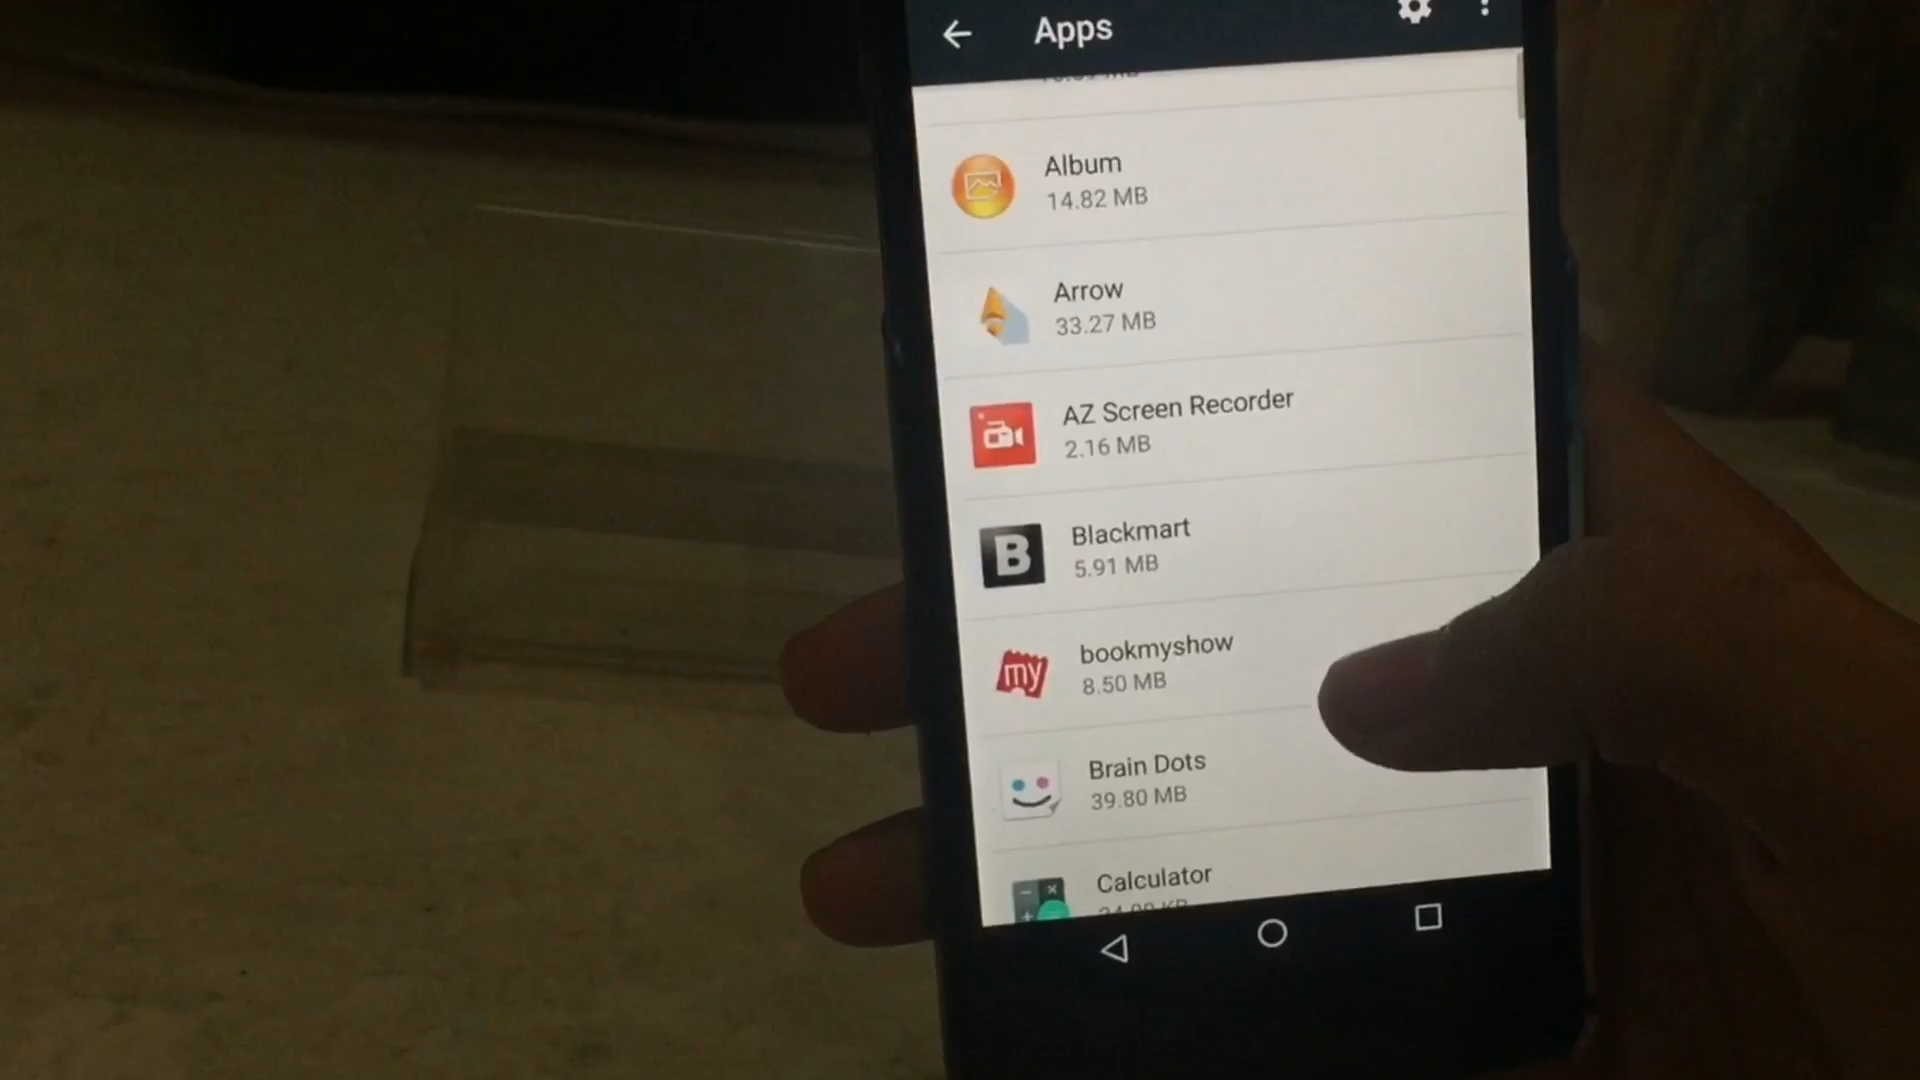 Apps
Album
14.82 MB
Arrow
33.27 MB
AZ Screen Recorder
2.16 MB
B
Blackmart
5.91 MB
my
bookmyshow
8.50 MB
Brain Dots
39.80 MB
Calculator